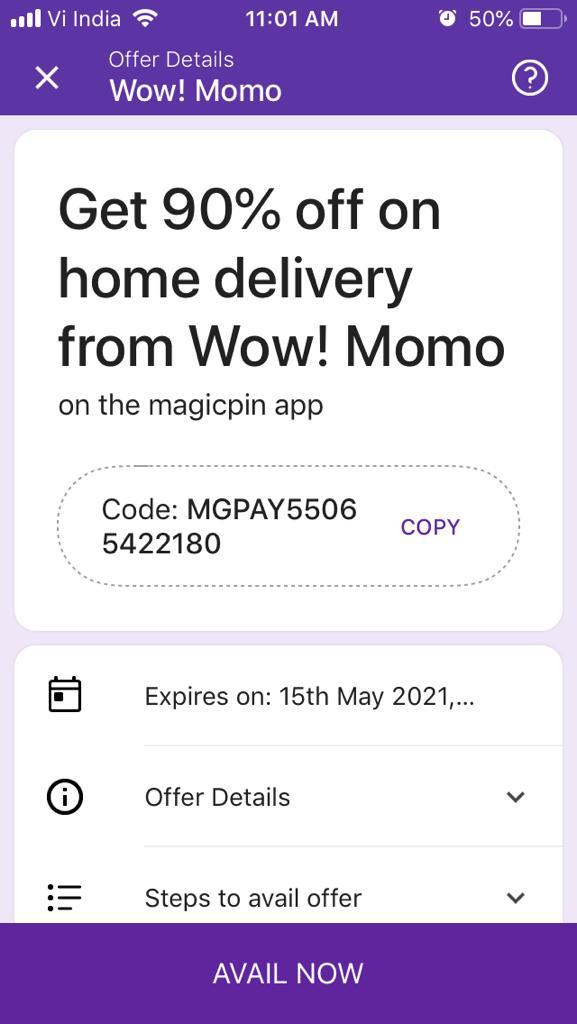 Vi India 11:01 AM 50%
Offer Details
Wow! Momo
Get 90% off on
home delivery
from Wow! Momo
on the magicpin app
Code: MGPAY5506
5422180
COPY
Expires on: 15th May 2021,...
Offer Details
Steps to avail offer
AVAIL NOW